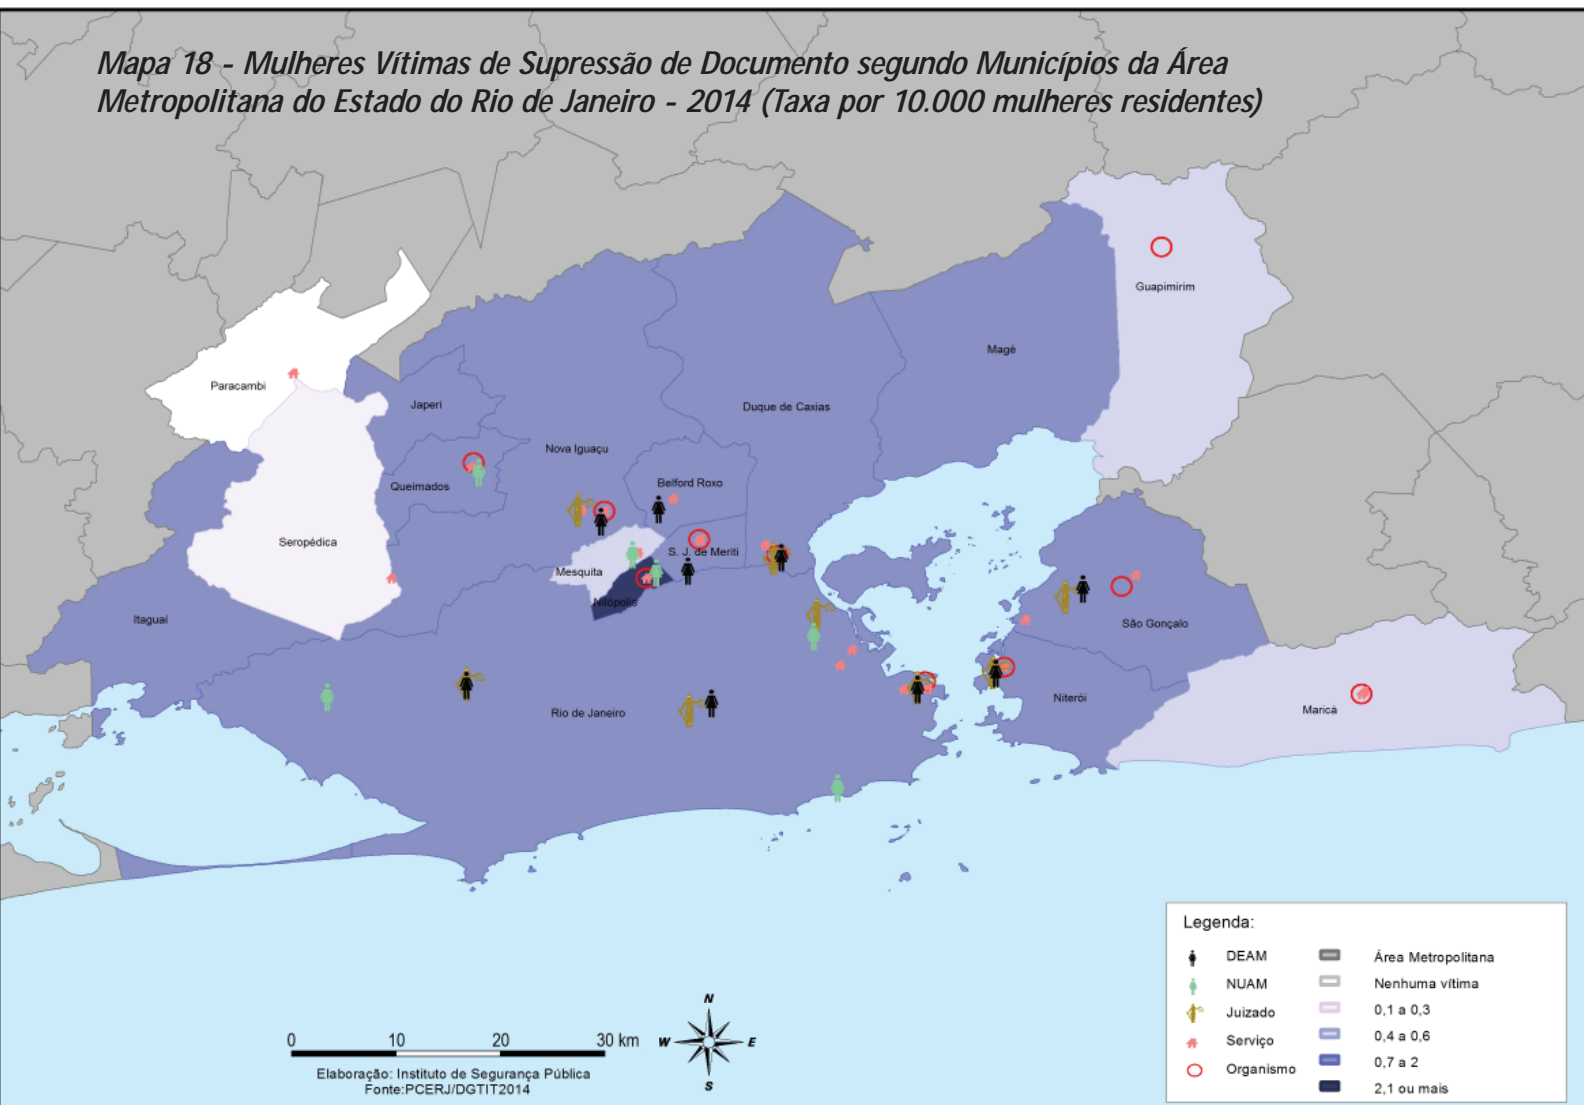 Mapa 18 - Mulheres Vítimas de Supressão de Documento segundo Municípios da Área
Metropolitana do Estado do Rio de Janeiro - 2014 (Taxa por 10.000 mulheres residentes)
Guapimirim
Magé
Paracambi
Japeri
Duque de Caxias
Nova Iguaçu
Belford Roxo
Queimados
Seropédica
S. J. de Meriti
Mesquita
Nilópolis
Itaguaí
São Gonçalo
Niterói
Rio de Janeiro
Maricá
Legenda:
DEAM
NUAM
Juizado
Serviço
Organismo
Área Metropolitana
Nenhuma vítima
0,1 a 0,3
0,4 a 0,6
0,7 a 2
2,1 ou mais
N
W
E
S
0 10 20 30 km
Elaboração: Instituto de Segurança Pública
Fonte:PCERJ/DGTIT2014